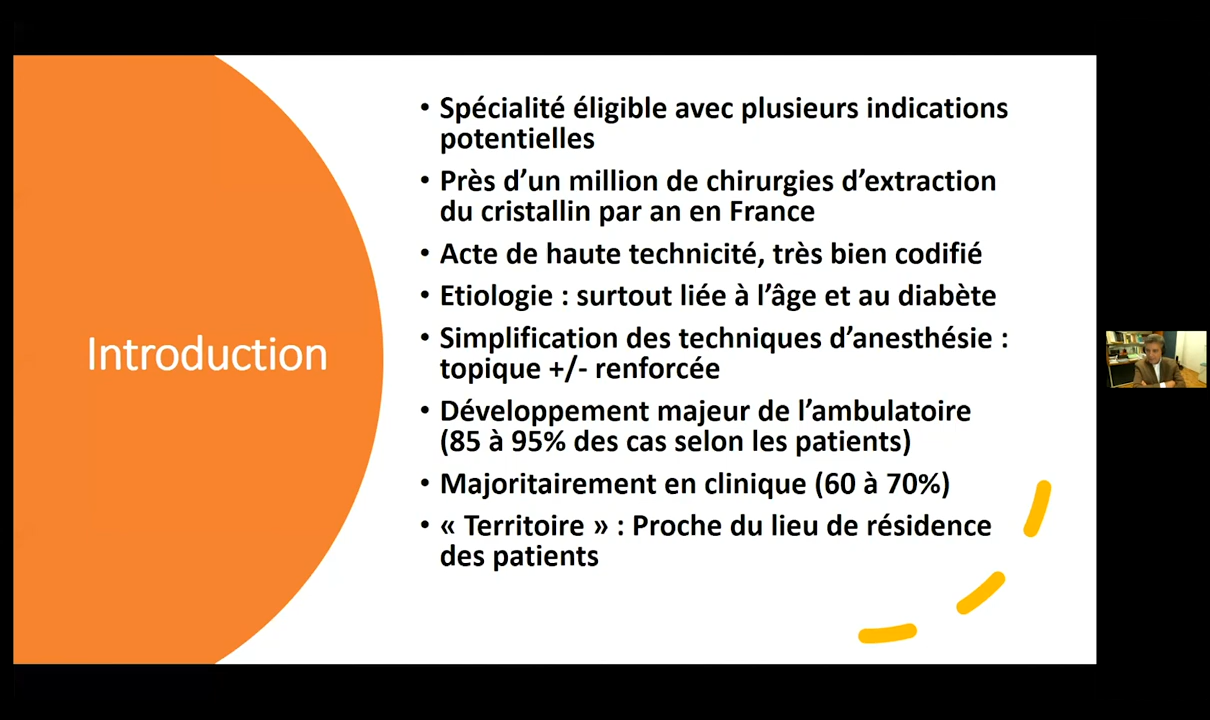 Introduction
• Spécialité éligible avec plusieurs indications
potentielles
• Près d’un million de chirurgies d’extraction
du cristallin par an en France
• Acte de haute technicité, très bien codifié
• Etiologie : surtout liée à l’âge et au diabète
• Simplification des techniques d’anesthésie :
topique +/- renforcée
• Développement majeur de l’ambulatoire
(85 à 95% des cas selon les patients)
• Majoritairement en clinique (60 à 70%)
• « Territoire » : Proche du lieu de résidence
des patients